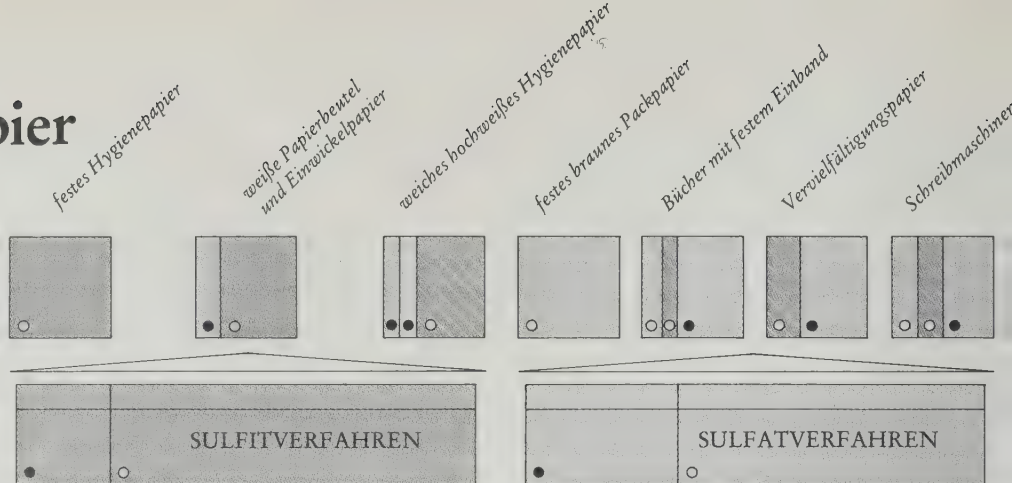 pier
festes Hygienepapier
weiße Papierbeutel
und Einwickelpapier
weiches hochweißes Hygienepapier
festes braunes Packpapier
Bücher mit festem Einband
Vervielfältigungspapier
Schreibmaschinen
SULFITVERFAHREN
SULFATVERFAHREN